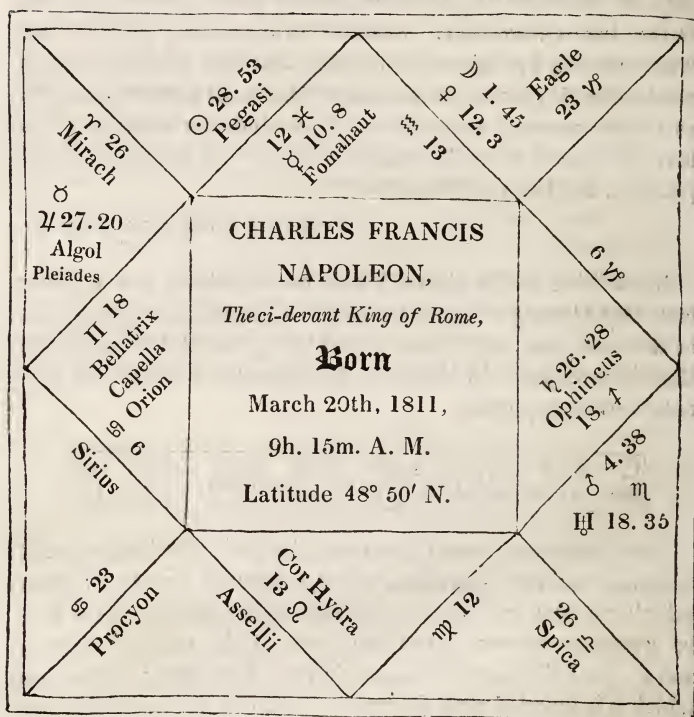 ♈ 26
Mirach
☉ 28. 53
Pegasi
12 ♓
☿ 10. 8
Fomahaut
☽ 1. 45
♀ 12. 3
♒ 13
Eagle
23 ♑
♉
♃ 27. 20
Algol
Pleiades
CHARLES FRANCIS
NAPOLEON,
The ci-devant King of Rome,
Born
March 20th, 1811,
9h. 15m. A. M.
Latitude 48° 50′ N.
6 ♑
♊ 18
Bellatrix
Capella
Orion
♋ 6
Sirius
♄ 26. 28
Ophincus
18 ♐
♂ 4. 38
♏
♅ 18. 35
♋ 23
Procyon
Assellii
Cor Hydra
13 ♌
♍ 12
26 ♎
Spica